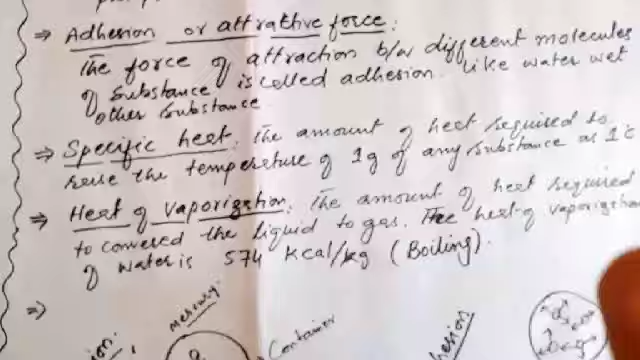 ⇒ Adhesion or attrative force:
The force of attraction b/w different molecules
of Substance is called adhesion. Like water wet
other substance
⇒ Specific heat: The amount of heat required to
raise the temperature of 1g of any substance as 1°C
⇒ Heat of vaporization: The amount of heat required
to convered the liquid to gas. The heat of vaporization
of water is 574 Kcal/kg (Boiling).
⇒
Mercury
Container